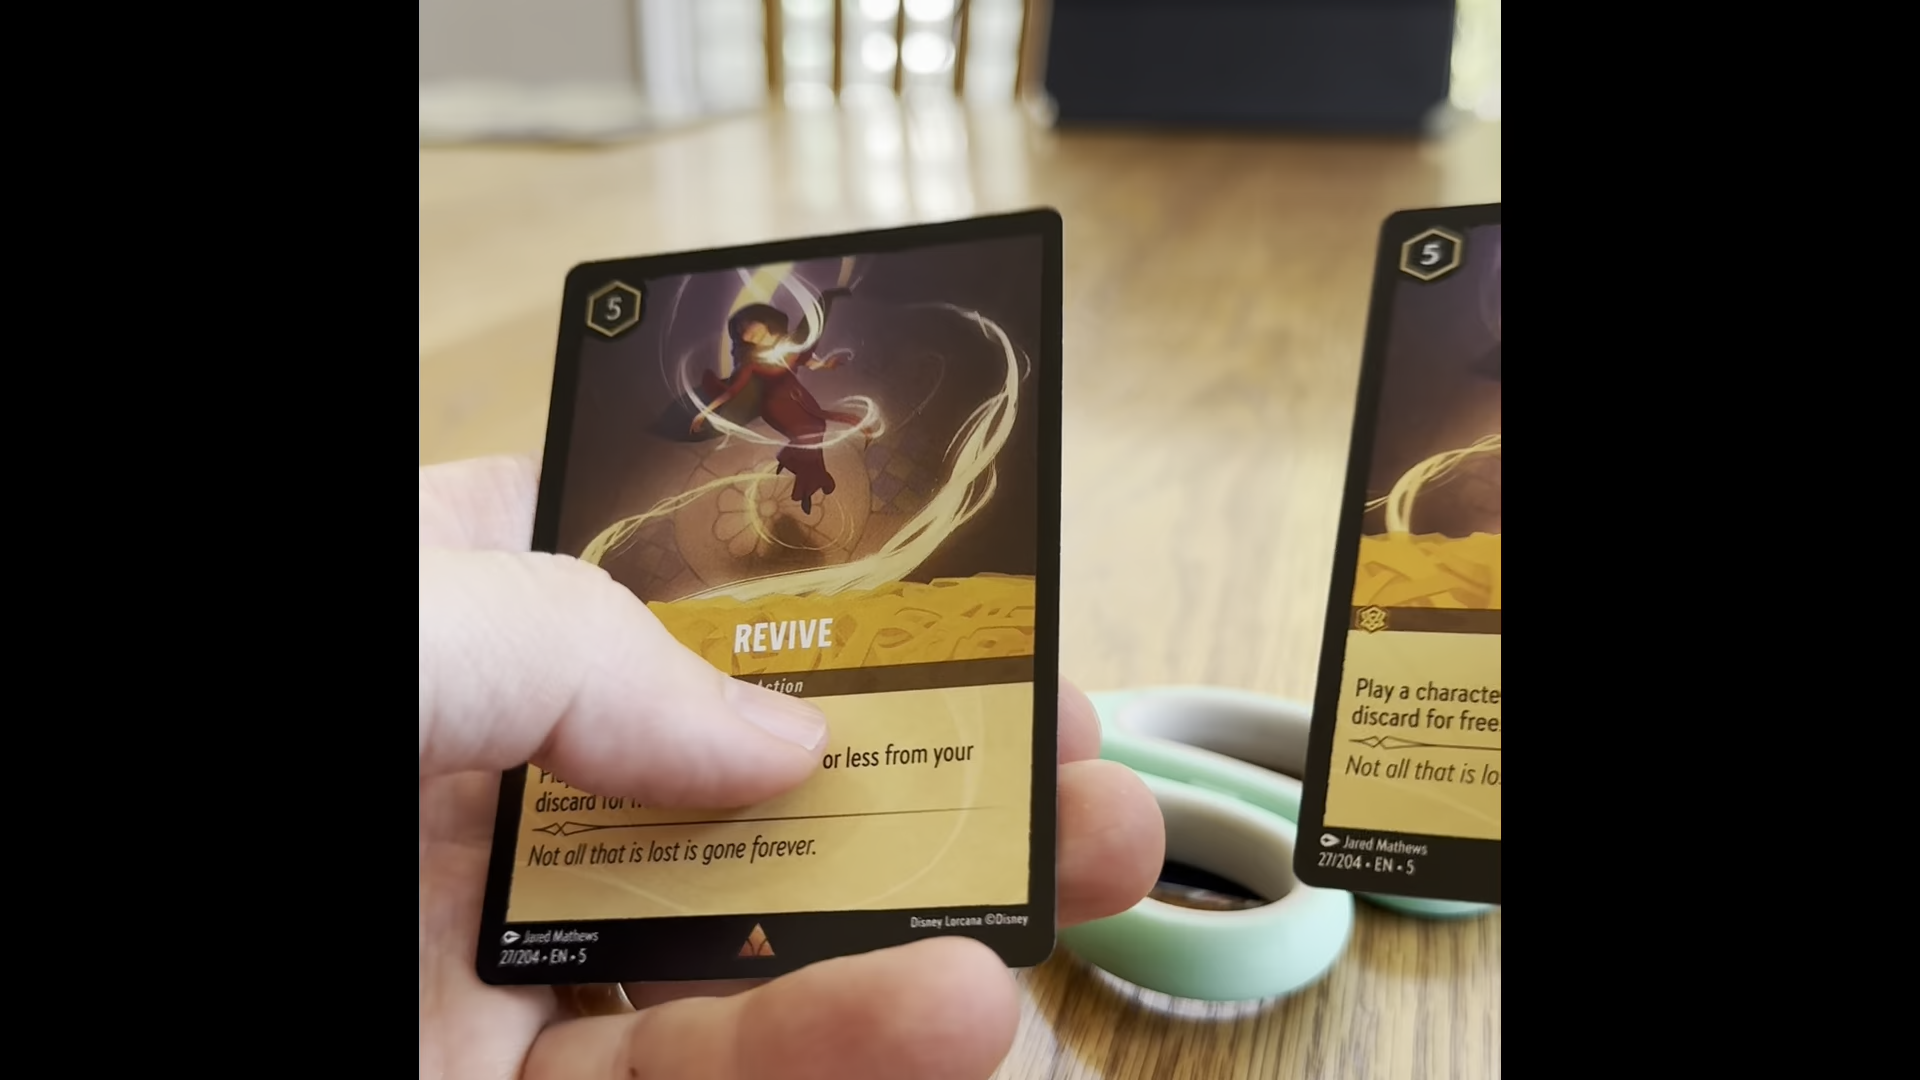 5
REVIVE
Action
or less from your
discard for
Not all that is lost is gone forever.
Jared Mathews
27/204 • EN • 5
Disney Lorcana ©Disney
5
Play a characte
discard for free
Not all that is lo
Jared Mathews
27/204 • EN • 5